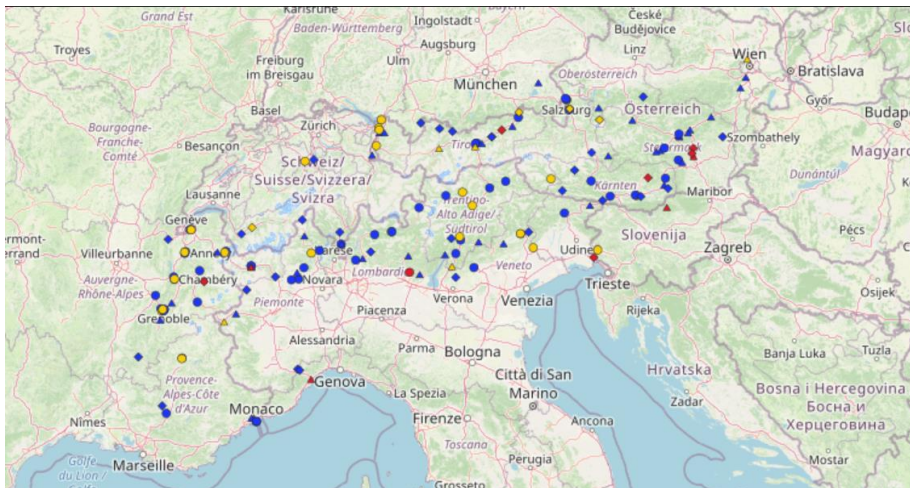 Karlsruhe
Grand Est
Baden-Württemberg
Ingolstadt
Bayern
České
Budějovice
Troyes
Freiburg
im Breisgau
Ulm
Augsburg
Linz
München
Oberösterreich
Wien
Bratislava
Basel
Zürich
Salzburg
Österreich
Győr
Bourgogne-
Franche-
Comté
Besançon
Tirol
Steiermark
Szombathely
Schweiz/
Suisse/Svizzera/
Svizra
Lausanne
Kärnten
Maribor
Dunántúl
Trentino-
Alto Adige/
Südtirol
Genève
Slovenija
Pécs
Villeurbanne
Annecy
Varese
Udine
Zagreb
Auvergne-
Rhône-Alpes
Chambéry
Lombardia
Veneto
Trieste
Piemonte
Novara
Verona
Venezia
Osijek
Grenoble
Piacenza
Rijeka
Alessandria
Parma
Bologna
Banja Luka
Tuzla
Provence-
Alpes-Côte
d'Azur
Genova
Città di San
Marino
Hrvatska
Bosna i Hercegovina
Босна и
Херцеговина
La Spezia
Zadar
Monaco
Nîmes
Firenze
Ancona
Toscana
Marseille
Golfe
du Lion /
Perugia
Mostar
Grosseto